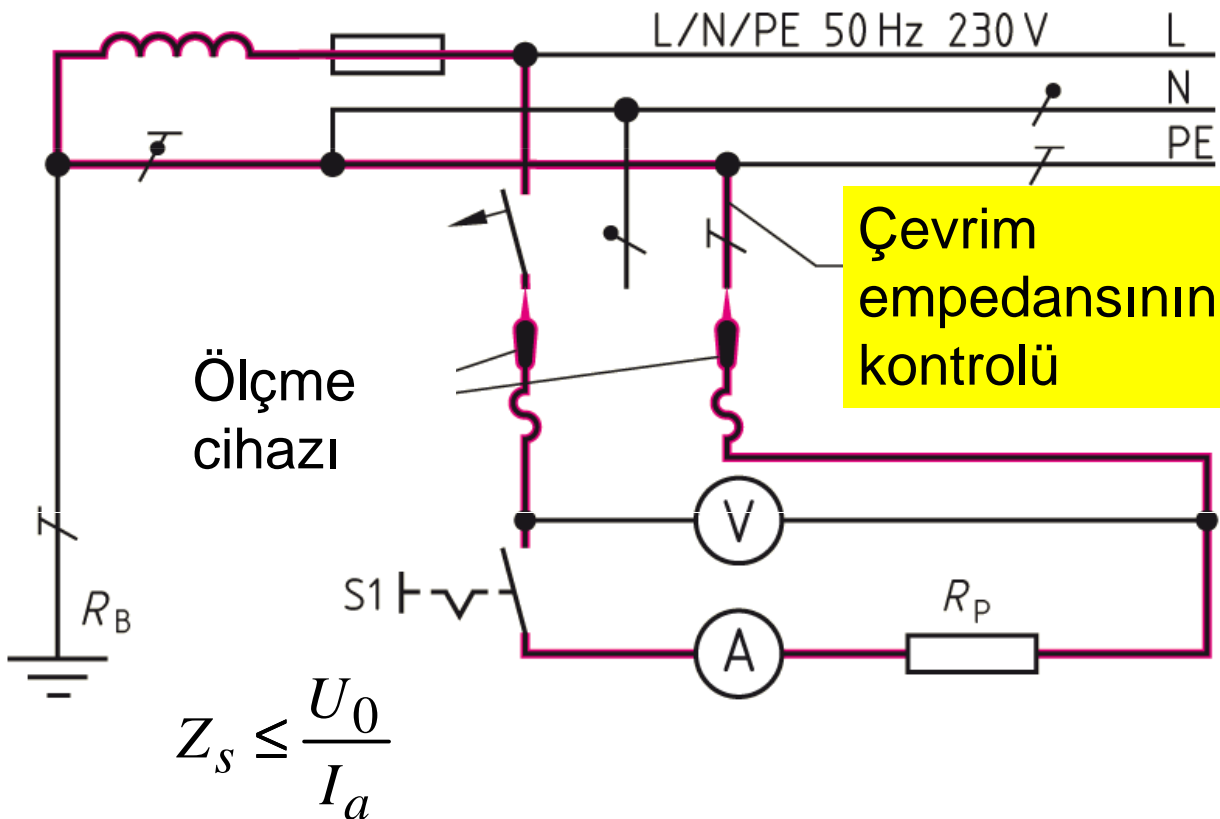 L/N/PE 50 Hz 230 V
L
N
PE
Çevrim
empedansının
kontrolü
Ölçme
cihazı
V
S1
R_B
R_P
A
Z_s ≤ U_0 / I_a